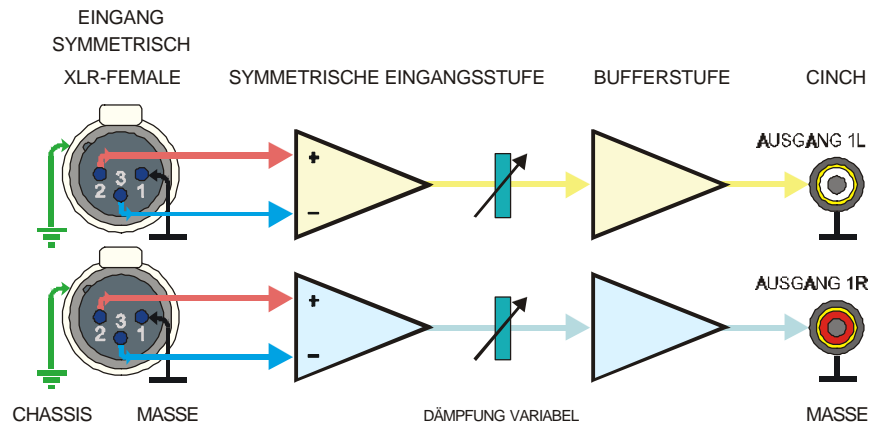 EINGANG
SYMMETRISCH
XLR-FEMALE SYMMETRISCHE EINGANGSSTUFE BUFFERSTUFE CINCH
AUSGANG 1L
+
3
2 1
−
AUSGANG 1R
+
3
2 1
−
CHASSIS MASSE DÄMPFUNG VARIABEL MASSE